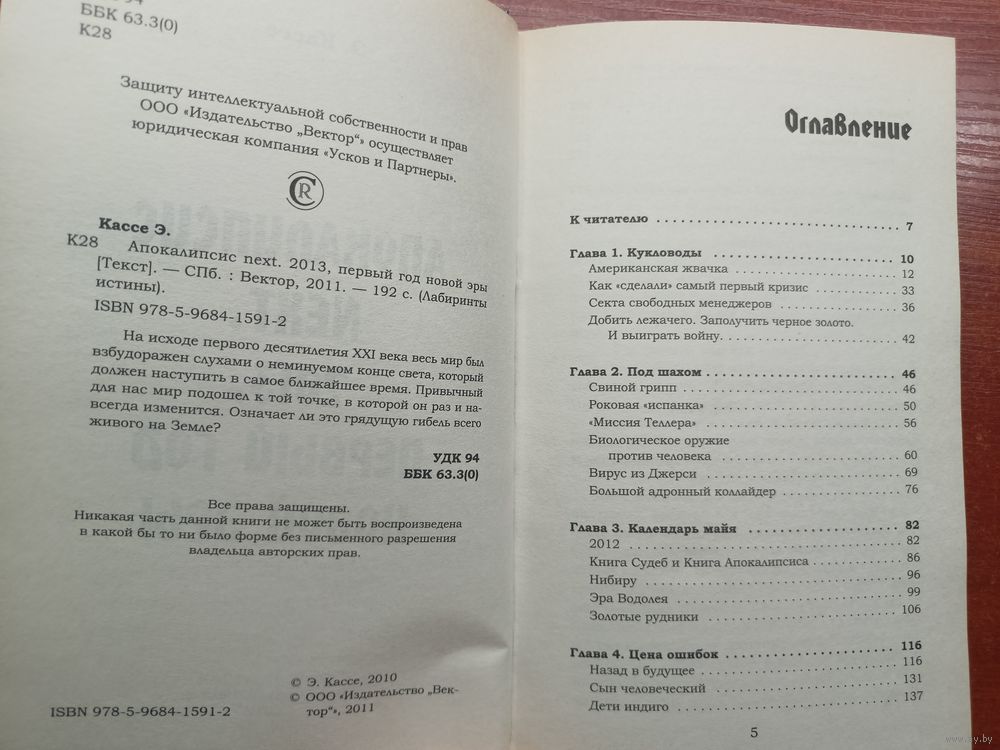 94
ББК 63.3(0)
К28
Защиту интеллектуальной собственности и прав
ООО «Издательство „Вектор“» осуществляет
юридическая компания «Усков и Партнеры».
CR
Кассе Э.
К28 Апокалипсис next. 2013, первый год новой эры
[Текст]. — СПб. : Вектор, 2011. — 192 с. (Лабиринты
истины).
ISBN 978-5-9684-1591-2
На исходе первого десятилетия XXI века весь мир был
взбудоражен слухами о неминуемом конце света, который
должен наступить в самое ближайшее время. Привычный
для нас мир подошел к той точке, в которой он раз и на-
всегда изменится. Означает ли это грядущую гибель всего
живого на Земле?
УДК 94
ББК 63.3(0)
Все права защищены.
Никакая часть данной книги не может быть воспроизведена
в какой бы то ни было форме без письменного разрешения
владельца авторских прав.
© Э. Кассе, 2010
© ООО «Издательство „Век-
тор“», 2011
ISBN 978-5-9684-1591-2
Оглавление
К читателю . . . . . . . . . . . . . . . . . . . . . . . . . . 7
Глава 1. Кукловоды . . . . . . . . . . . . . . . . . . . . 10
Американская жвачка . . . . . . . . . . . . . . . . . 12
Как «сделали» самый первый кризис . . . . . . . . . 33
Секта свободных менеджеров . . . . . . . . . . . . . 36
Добить лежачего. Заполучить черное золото.
И выиграть войну. . . . . . . . . . . . . . . . . . . 42
Глава 2. Под шахом . . . . . . . . . . . . . . . . . . . . 46
Свиной грипп . . . . . . . . . . . . . . . . . . . . . 46
Роковая «испанка» . . . . . . . . . . . . . . . . . . 50
«Миссия Теллера» . . . . . . . . . . . . . . . . . . . 56
Биологическое оружие
против человека . . . . . . . . . . . . . . . . . . . 60
Вирус из Джерси . . . . . . . . . . . . . . . . . . . 69
Большой адронный коллайдер . . . . . . . . . . . . 76
Глава 3. Календарь майя . . . . . . . . . . . . . . . . 82
2012 . . . . . . . . . . . . . . . . . . . . . . . . . . 82
Книга Судеб и Книга Апокалипсиса . . . . . . . . . 86
Нибиру . . . . . . . . . . . . . . . . . . . . . . . . . 96
Эра Водолея . . . . . . . . . . . . . . . . . . . . . . 99
Золотые рудники . . . . . . . . . . . . . . . . . . . 106
Глава 4. Цена ошибок . . . . . . . . . . . . . . . . . . 116
Назад в будущее . . . . . . . . . . . . . . . . . . . . 116
Сын человеческий . . . . . . . . . . . . . . . . . . . 131
Дети индиго . . . . . . . . . . . . . . . . . . . . . . 137
5
www.ay.by